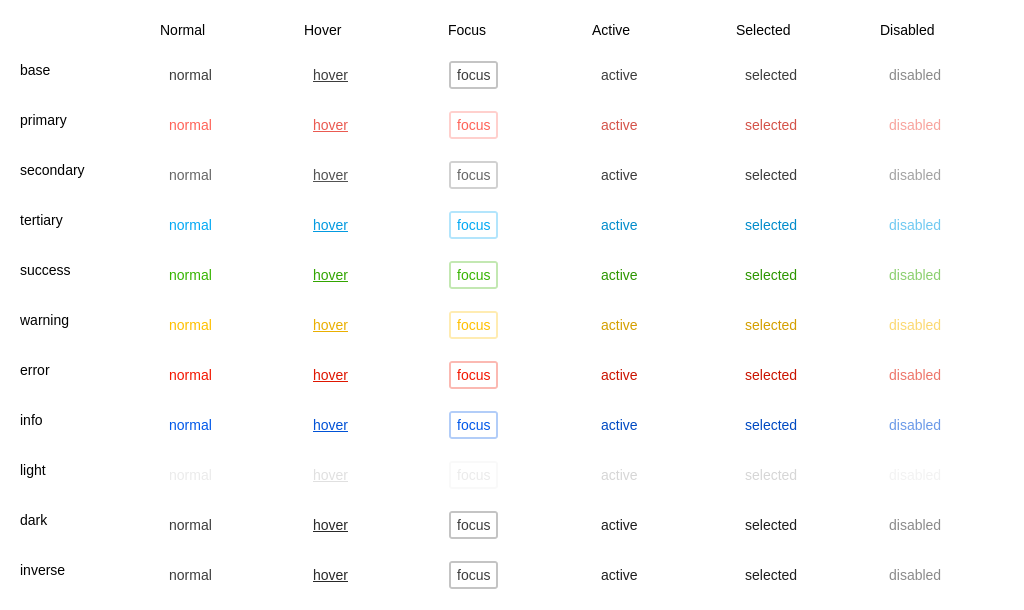 Normal Hover Focus Active Selected Disabled
base normal hover focus active selected disabled
primary normal hover focus active selected disabled
secondary normal hover focus active selected disabled
tertiary normal hover focus active selected disabled
success normal hover focus active selected disabled
warning normal hover focus active selected disabled
error normal hover focus active selected disabled
info normal hover focus active selected disabled
light normal hover focus active selected disabled
dark normal hover focus active selected disabled
inverse normal hover focus active selected disabled